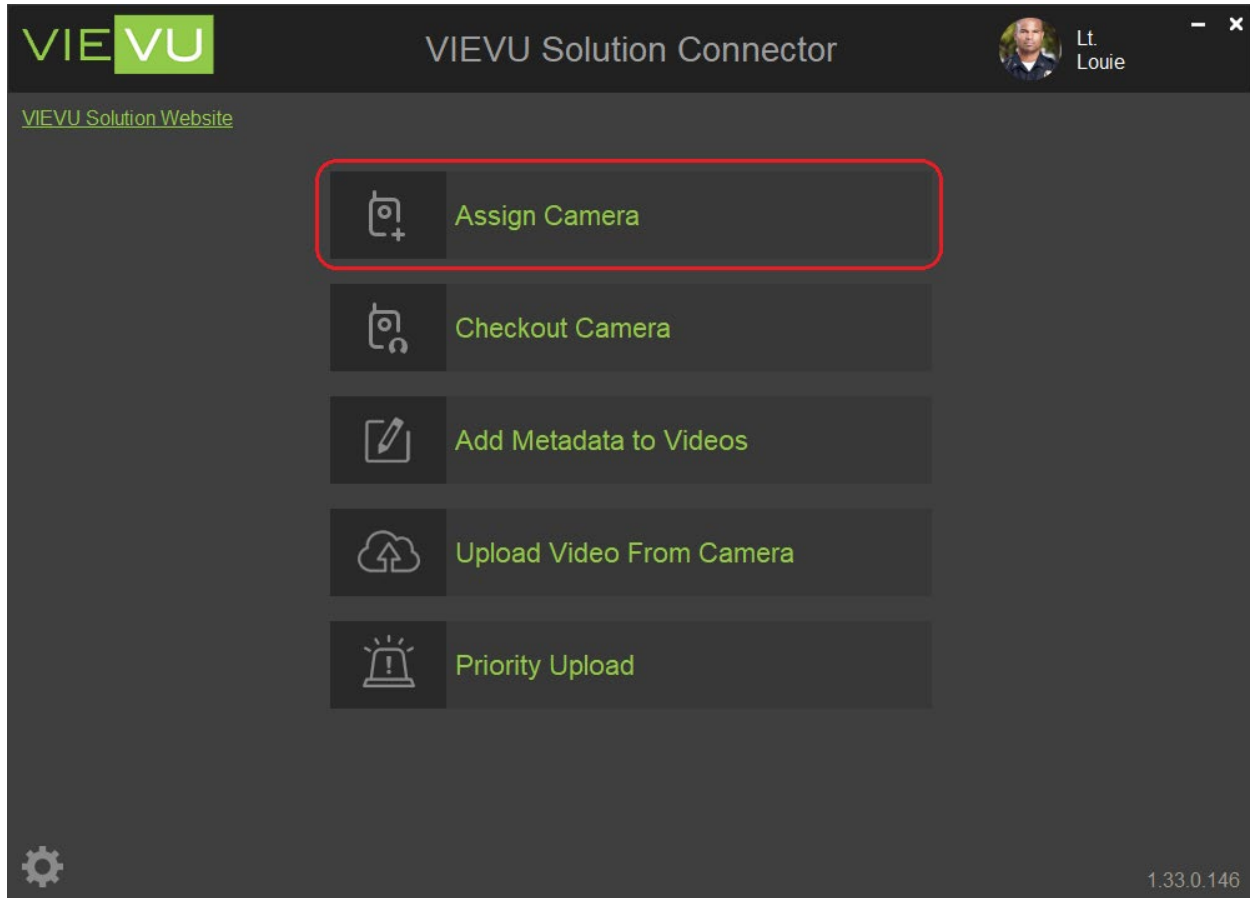 VIEVU
VIEVU Solution Connector
Lt.
Louie
VIEVU Solution Website
Assign Camera
Checkout Camera
Add Metadata to Videos
Upload Video From Camera
Priority Upload
1.33.0.146